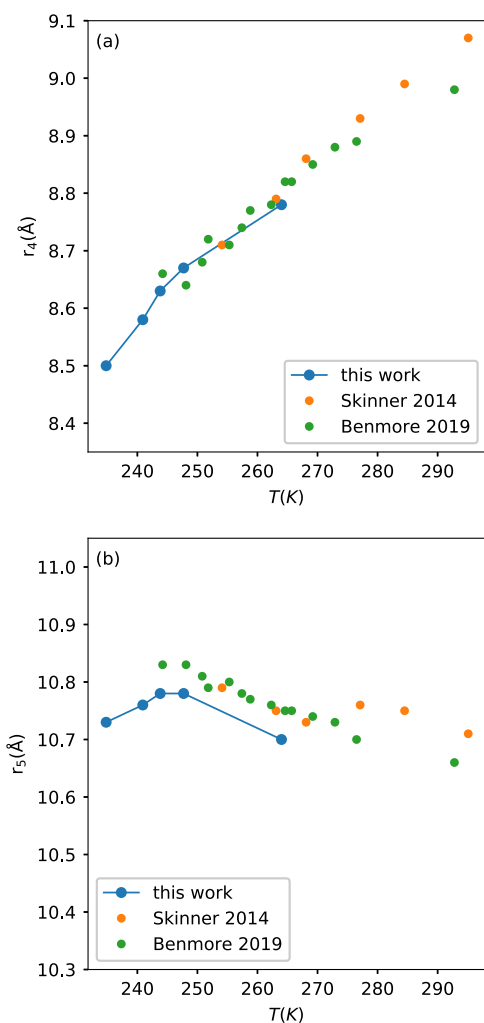 (a)
9.1
9.0
8.9
8.8
8.7
8.6
8.5
8.4
r₄(Å)
this work
Skinner 2014
Benmore 2019
240 250 260 270 280 290
T(K)
(b)
11.0
10.9
10.8
10.7
10.6
10.5
10.4
10.3
r₅(Å)
this work
Skinner 2014
Benmore 2019
240 250 260 270 280 290
T(K)